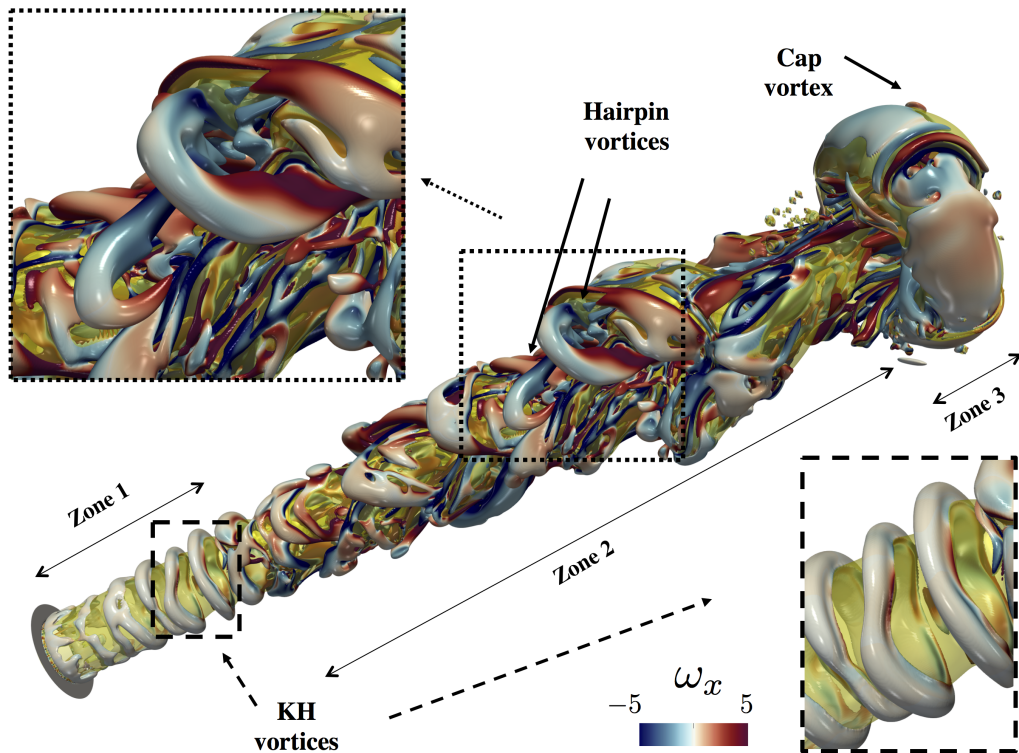 Cap
vortex
Hairpin
vortices
Zone 3
Zone 1
Zone 2
KH
vortices
ω_x
−5 5